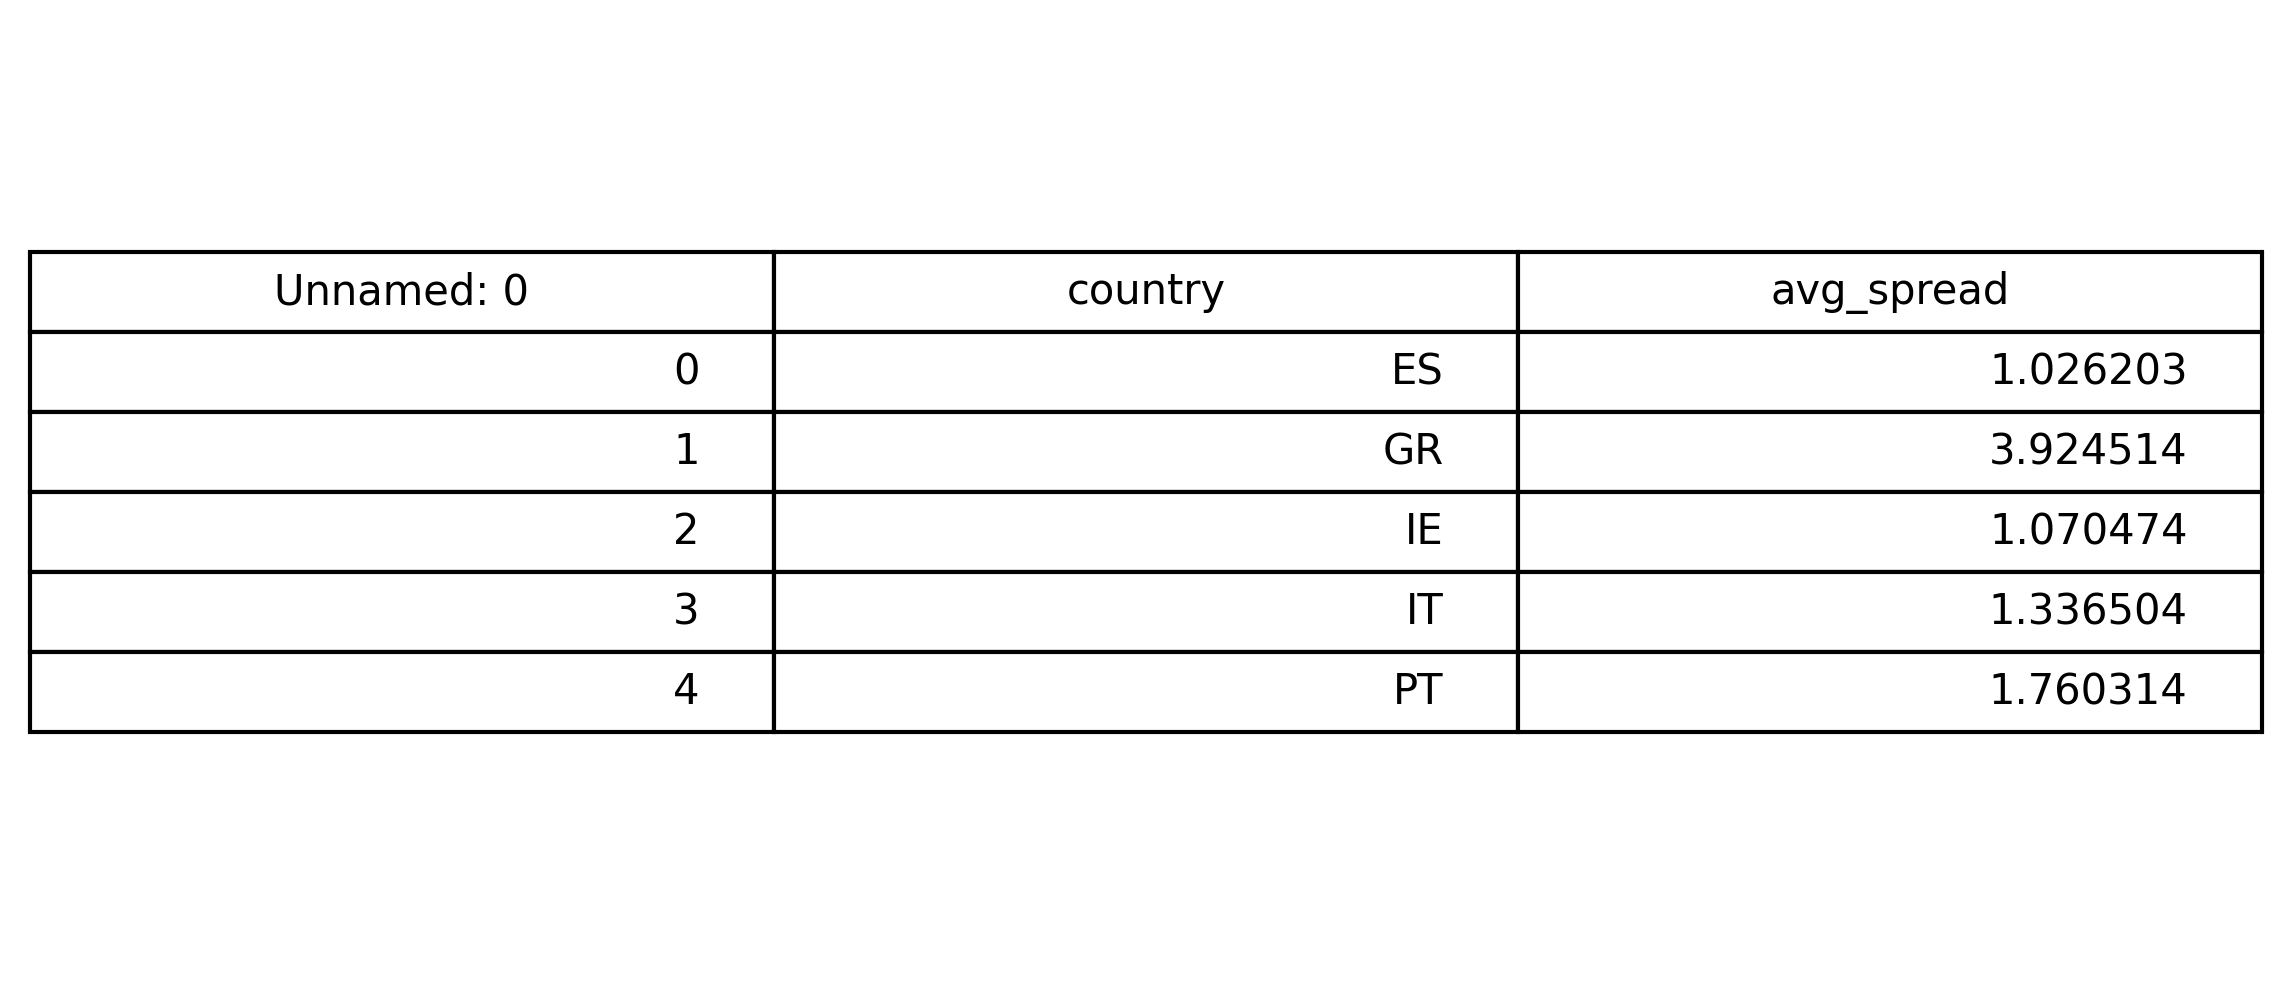 Unnamed: 0 country avg_spread
0 ES 1.026203
1 GR 3.924514
2 IE 1.070474
3 IT 1.336504
4 PT 1.760314